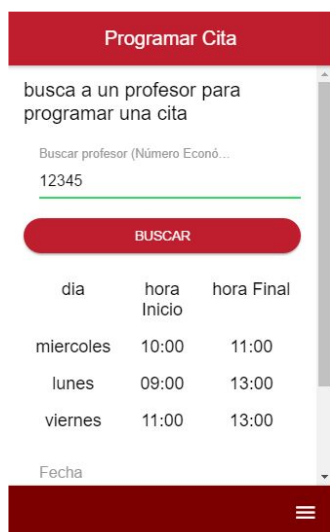 Programar Cita
busca a un profesor para
programar una cita
Buscar profesor (Número Econó...
12345
BUSCAR
dia hora Inicio hora Final
miercoles 10:00 11:00
lunes 09:00 13:00
viernes 11:00 13:00
Fecha